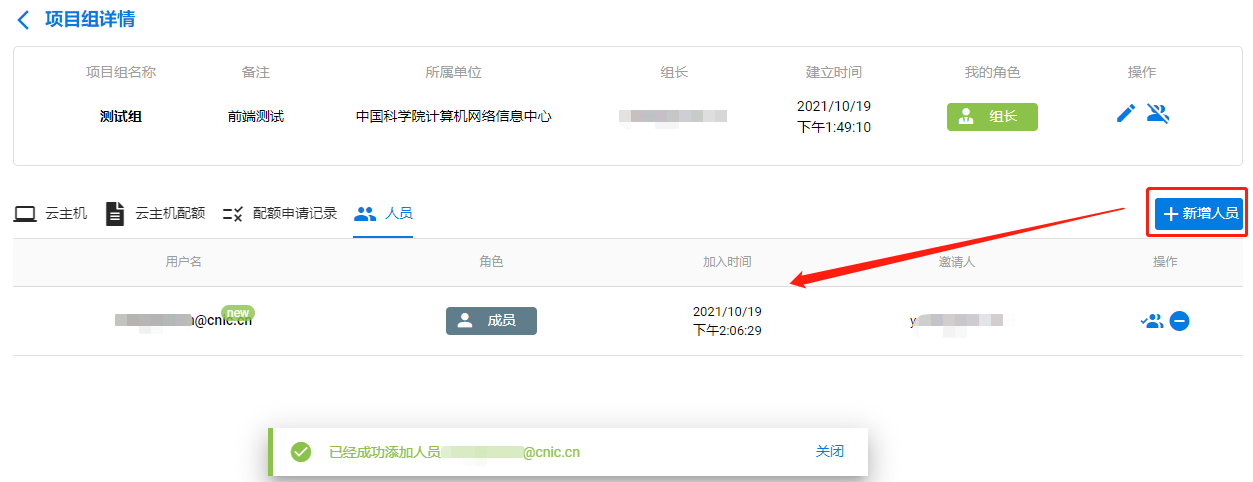 项目组详情
项目组名称 备注 所属单位 组长 建立时间 我的角色 操作
测试组 前端测试 中国科学院计算机网络信息中心 2021/10/19 组长
下午1:49:10
云主机 云主机配额 配额申请记录 人员 新增人员
用户名 角色 加入时间 邀请人 操作
@cnic.cn new 成员 2021/10/19 y
下午2:06:29
已经成功添加人员 @cnic.cn 关闭